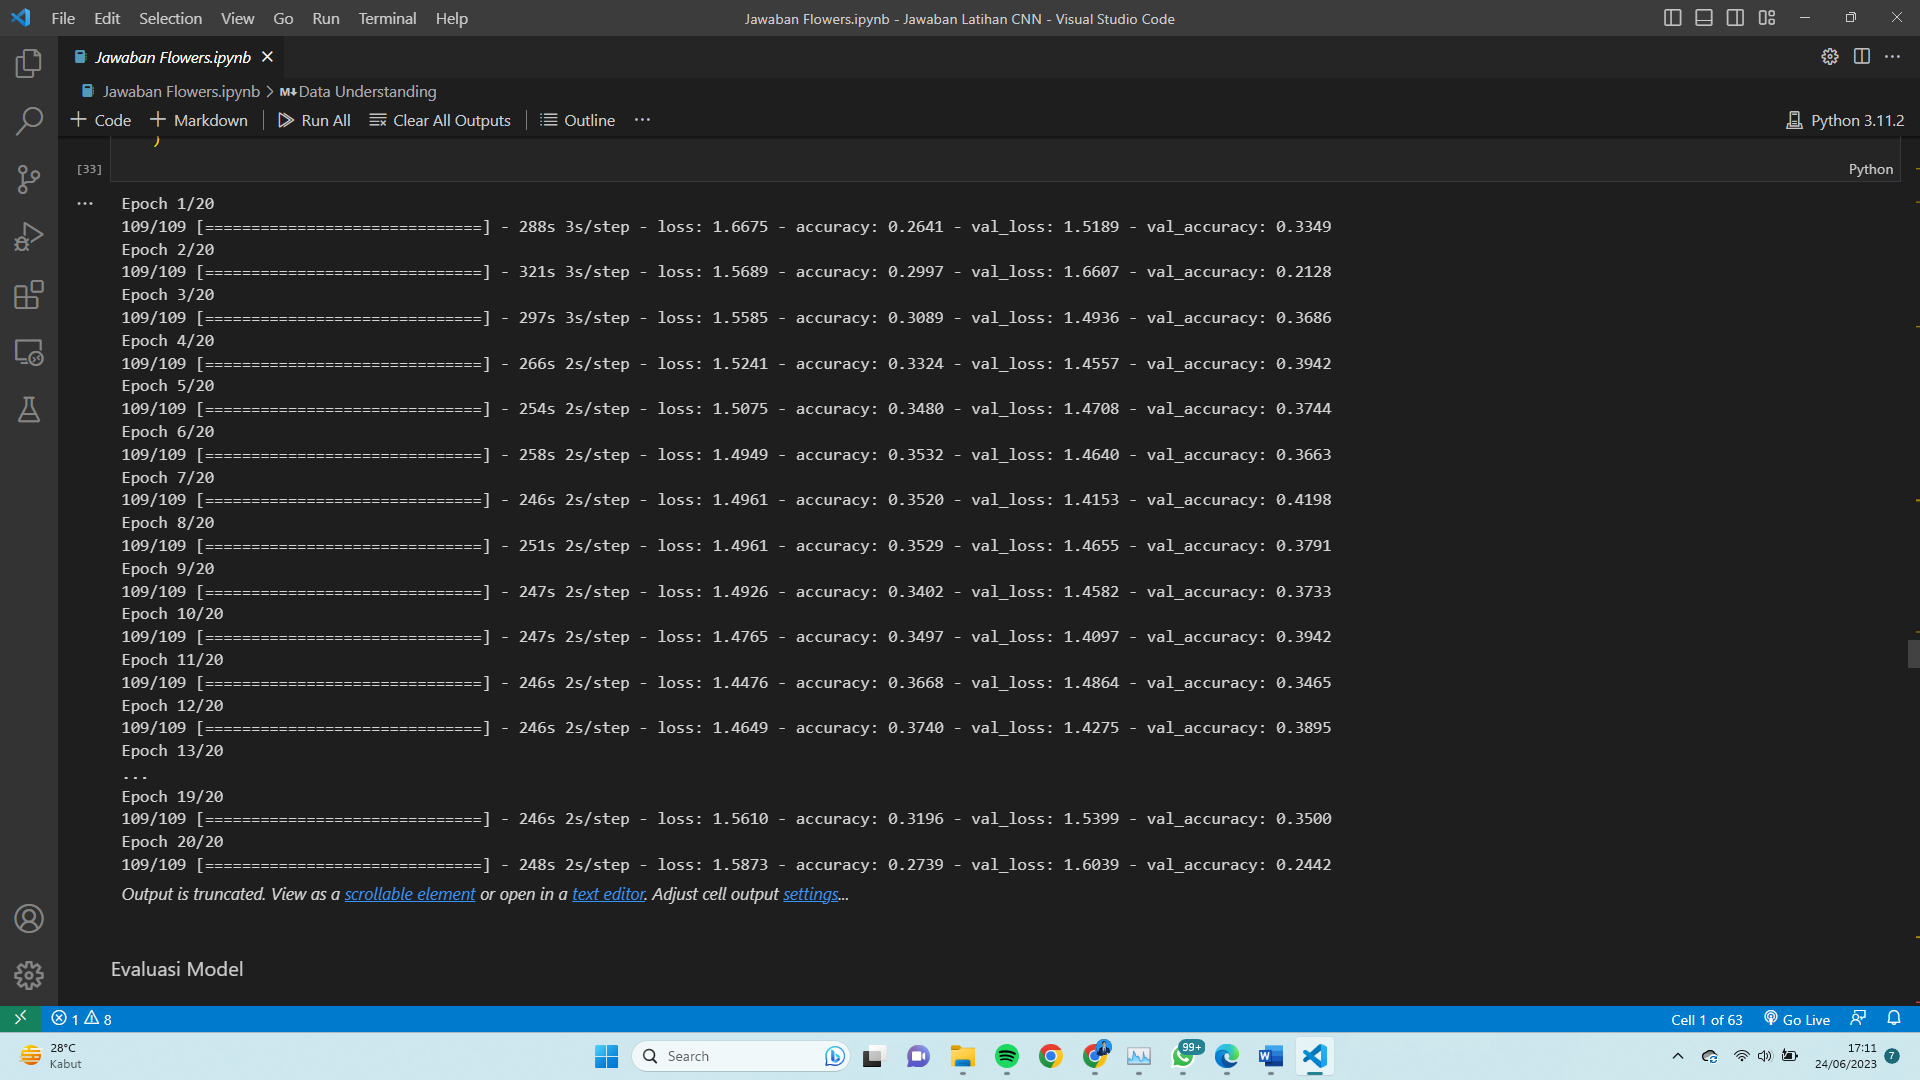 File Edit Selection View Go Run Terminal Help
Jawaban Flowers.ipynb - Jawaban Latihan CNN - Visual Studio Code
Jawaban Flowers.ipynb
Jawaban Flowers.ipynb > M↓Data Understanding
+ Code + Markdown | Run All Clear All Outputs | Outline ...
Python 3.11.2
)
[33]
Python
...
Epoch 1/20
109/109 [==============================] - 288s 3s/step - loss: 1.6675 - accuracy: 0.2641 - val_loss: 1.5189 - val_accuracy: 0.3349
Epoch 2/20
109/109 [==============================] - 321s 3s/step - loss: 1.5689 - accuracy: 0.2997 - val_loss: 1.6607 - val_accuracy: 0.2128
Epoch 3/20
109/109 [==============================] - 297s 3s/step - loss: 1.5585 - accuracy: 0.3089 - val_loss: 1.4936 - val_accuracy: 0.3686
Epoch 4/20
109/109 [==============================] - 266s 2s/step - loss: 1.5241 - accuracy: 0.3324 - val_loss: 1.4557 - val_accuracy: 0.3942
Epoch 5/20
109/109 [==============================] - 254s 2s/step - loss: 1.5075 - accuracy: 0.3480 - val_loss: 1.4708 - val_accuracy: 0.3744
Epoch 6/20
109/109 [==============================] - 258s 2s/step - loss: 1.4949 - accuracy: 0.3532 - val_loss: 1.4640 - val_accuracy: 0.3663
Epoch 7/20
109/109 [==============================] - 246s 2s/step - loss: 1.4961 - accuracy: 0.3520 - val_loss: 1.4153 - val_accuracy: 0.4198
Epoch 8/20
109/109 [==============================] - 251s 2s/step - loss: 1.4961 - accuracy: 0.3529 - val_loss: 1.4655 - val_accuracy: 0.3791
Epoch 9/20
109/109 [==============================] - 247s 2s/step - loss: 1.4926 - accuracy: 0.3402 - val_loss: 1.4582 - val_accuracy: 0.3733
Epoch 10/20
109/109 [==============================] - 247s 2s/step - loss: 1.4765 - accuracy: 0.3497 - val_loss: 1.4097 - val_accuracy: 0.3942
Epoch 11/20
109/109 [==============================] - 246s 2s/step - loss: 1.4476 - accuracy: 0.3668 - val_loss: 1.4864 - val_accuracy: 0.3465
Epoch 12/20
109/109 [==============================] - 246s 2s/step - loss: 1.4649 - accuracy: 0.3740 - val_loss: 1.4275 - val_accuracy: 0.3895
Epoch 13/20
...
Epoch 19/20
109/109 [==============================] - 246s 2s/step - loss: 1.5610 - accuracy: 0.3196 - val_loss: 1.5399 - val_accuracy: 0.3500
Epoch 20/20
109/109 [==============================] - 248s 2s/step - loss: 1.5873 - accuracy: 0.2739 - val_loss: 1.6039 - val_accuracy: 0.2442
Output is truncated. View as a scrollable element or open in a text editor. Adjust cell output settings...
Evaluasi Model
1 8
Cell 1 of 63 Go Live
28°C
Kabut
Search
99+
17:11
24/06/2023
7